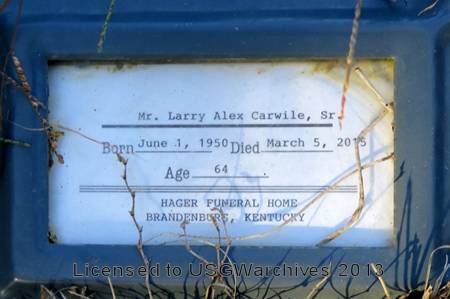 Mr. Larry Alex Carwile, Sr.
Born June 1, 1950 Died March 5, 2015
Age 64 .
HAGER FUNERAL HOME
BRANDENBURG, KENTUCKY
Licensed to USGWarchives 2013